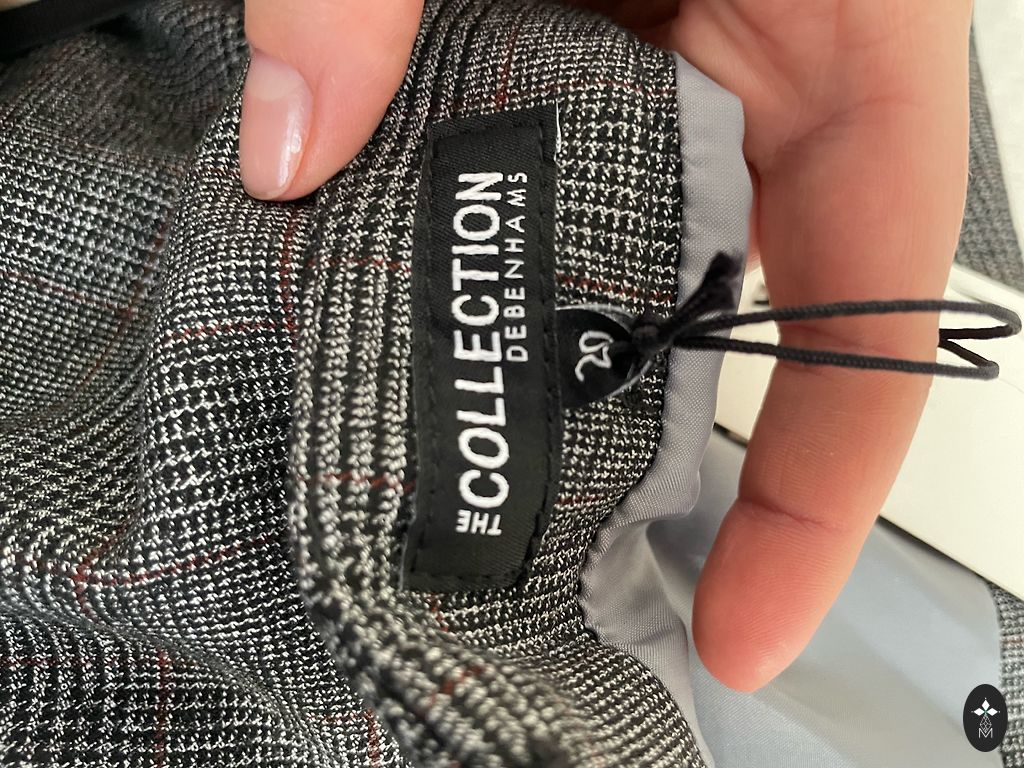 THE COLLECTION
DEBENHAMS
20
M